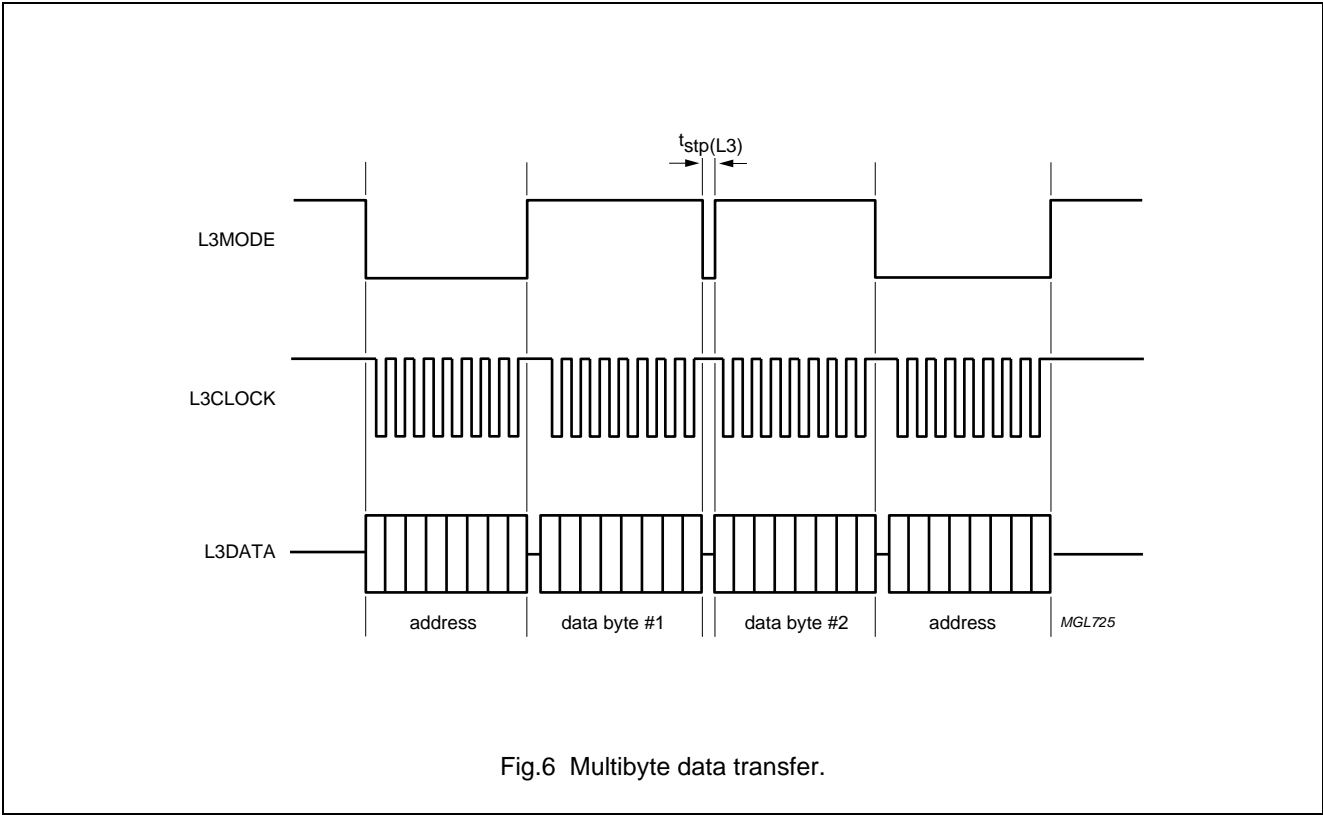 tstp(L3)
L3MODE
L3CLOCK
L3DATA
address data byte #1 data byte #2 address MGL725
Fig.6 Multibyte data transfer.